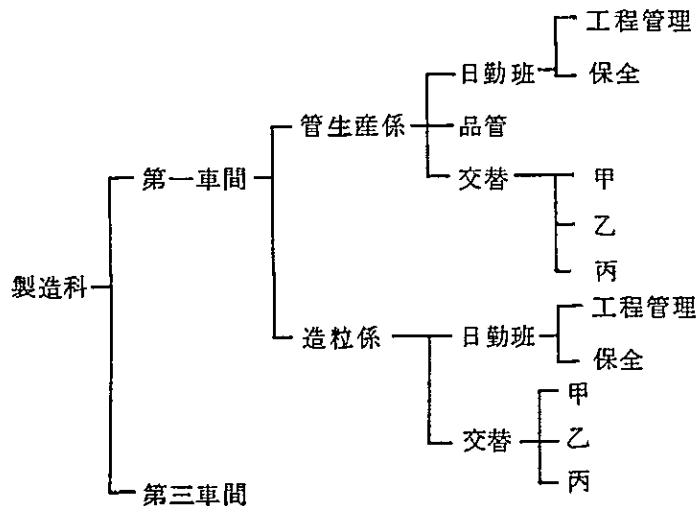 工程管理
日勤班
保全
管生産係
品管
交替
甲
第一車間
乙
丙
製造科
工程管理
造粒係
日勤班
保全
甲
交替
乙
丙
第三車間